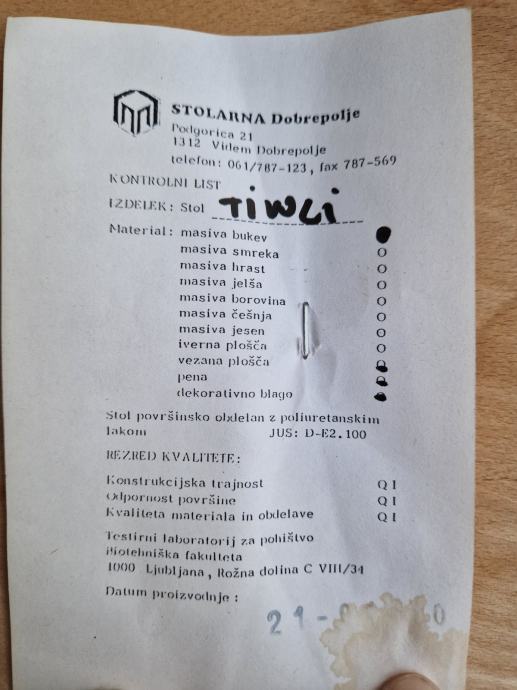 STOLARNA Dobrepolje
Podgorica 21
1312 Videm Dobrepolje
telefon: 061/787-123, fax 787-569
KONTROLNI LIST
IZDELEK: Stol TIWLI
Material: masiva bukev
masiva smreka O
masiva hrast O
masiva jelša O
masiva borovina O
masiva češnja O
masiva jesen O
iverna plošča O
vezana plošča O
pena O
dekorativno blago
Stol površinsko obdelan z poliuretanskim
lakom JUS: D-E2.100
REZRED KVALITETE:
Konstrukcijska trajnost Q I
Odpornost površine Q I
Kvaliteta materiala in obdelave Q I
Testirni laboratorij za pohištvo
Biotehniška fakulteta
1000 Ljubljana, Rožna dolina C VIII/34
Datum proizvodnje:
21-